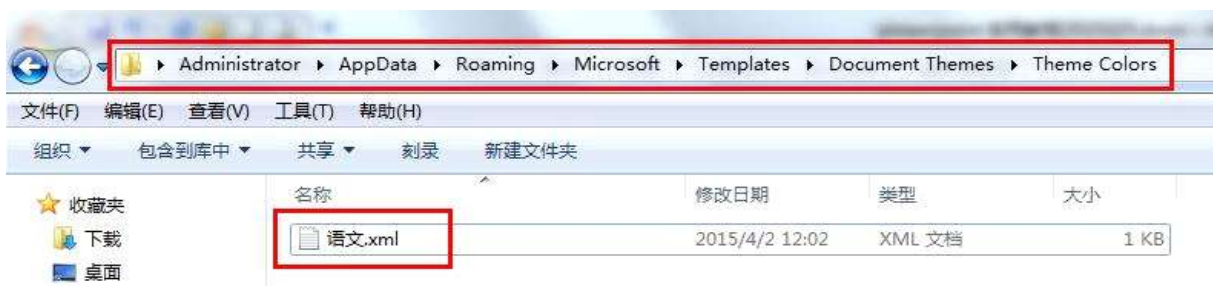 Administrator ▸ AppData ▸ Roaming ▸ Microsoft ▸ Templates ▸ Document Themes ▸ Theme Colors
文件(F) 编辑(E) 查看(V) 工具(T) 帮助(H)
组织 包含到库中 共享 刻录 新建文件夹
收藏夹 名称 修改日期 类型 大小
下载 语文.xml 2015/4/2 12:02 XML 文档 1 KB
桌面